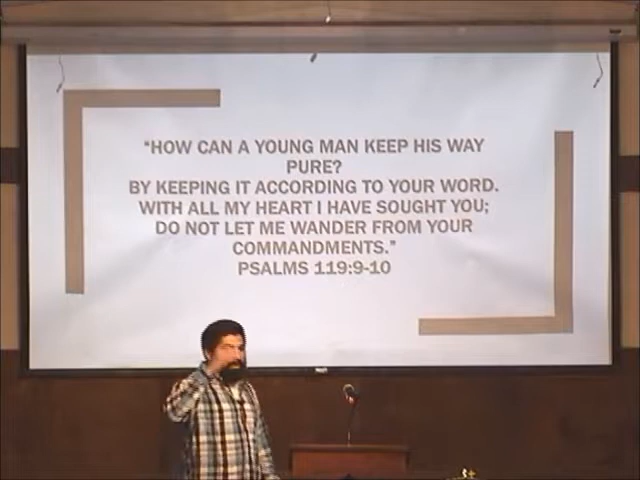 "HOW CAN A YOUNG MAN KEEP HIS WAY
PURE?
BY KEEPING IT ACCORDING TO YOUR WORD.
WITH ALL MY HEART I HAVE SOUGHT YOU;
DO NOT LET ME WANDER FROM YOUR
COMMANDMENTS."
PSALMS 119:9-10